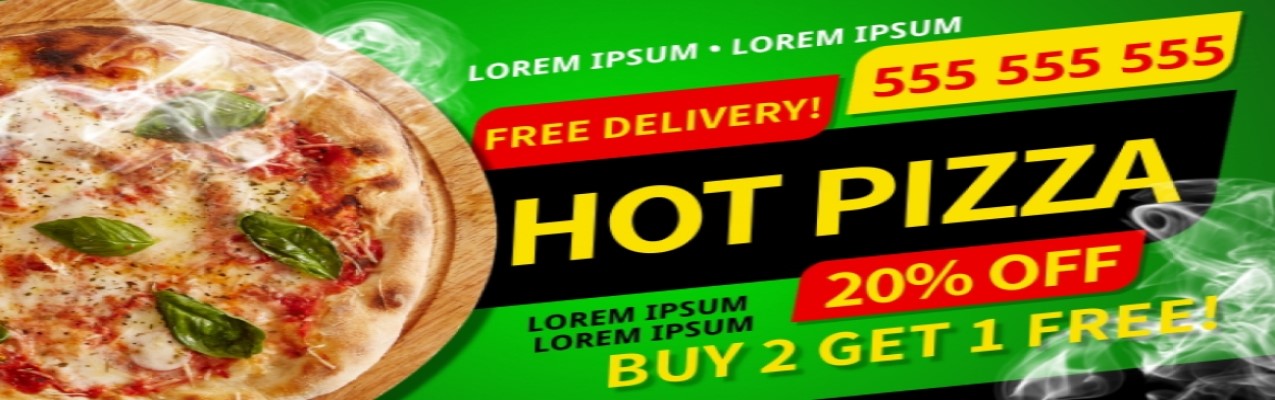 LOREM IPSUM • LOREM IPSUM
555 555 555
FREE DELIVERY!
HOT PIZZA
20% OFF
LOREM IPSUM
LOREM IPSUM
BUY 2 GET 1 FREE!